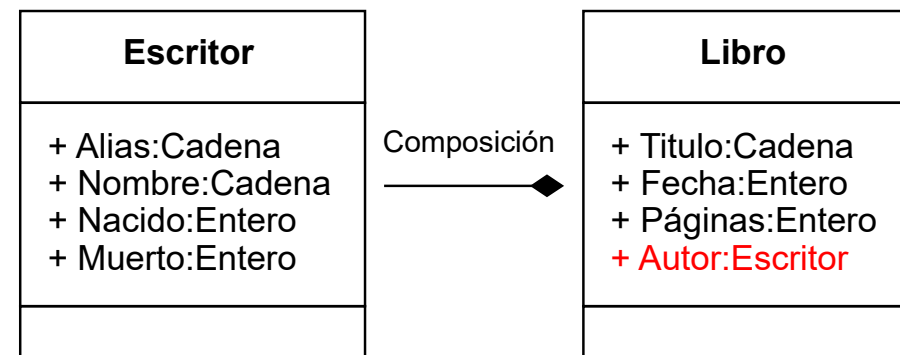 Escritor
+ Alias:Cadena
+ Nombre:Cadena
+ Nacido:Entero
+ Muerto:Entero
Composición
Libro
+ Titulo:Cadena
+ Fecha:Entero
+ Páginas:Entero
+ Autor:Escritor